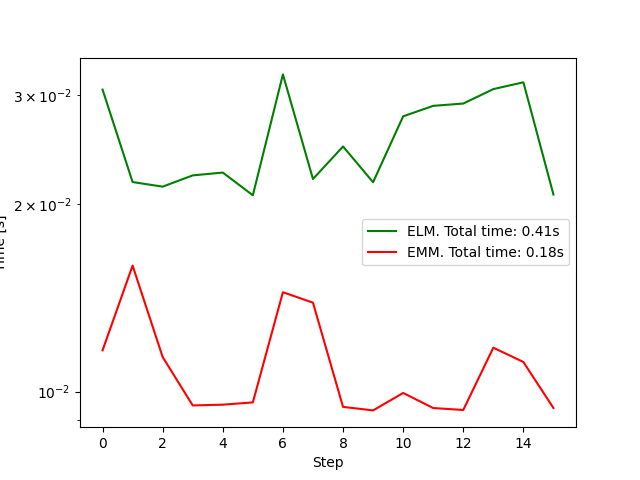 3 × 10⁻²
2 × 10⁻²
10⁻²
Time [s]
ELM. Total time: 0.41s
EMM. Total time: 0.18s
0 2 4 6 8 10 12 14
Step